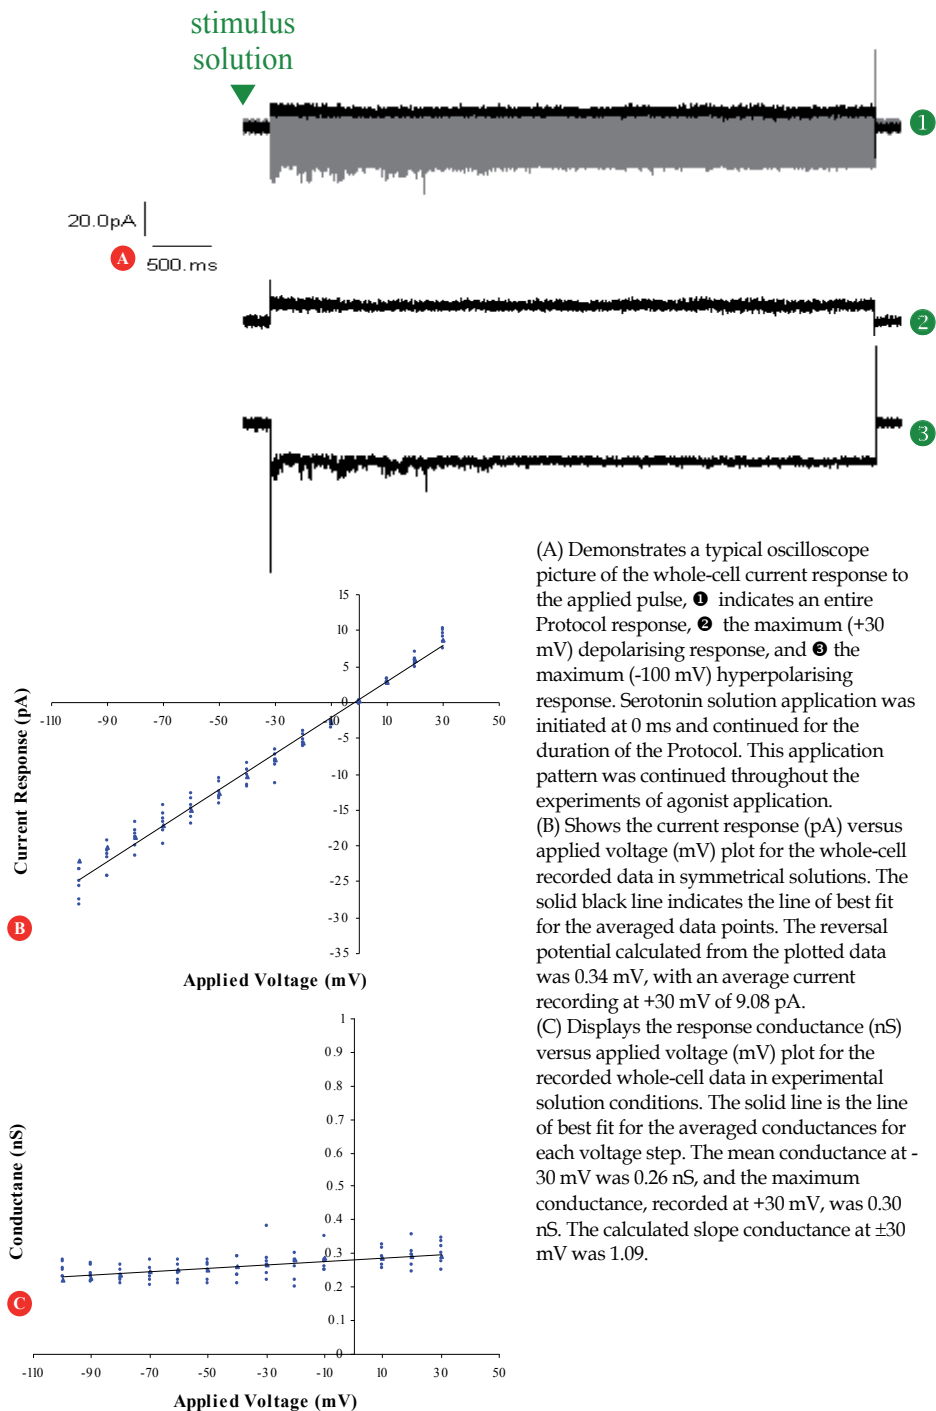 stimulus
solution
1
20.0pA
A
500. ms
2
3
(A) Demonstrates a typical oscilloscope
picture of the whole-cell current response to
the applied pulse, ❶ indicates an entire
Protocol response, ❷ the maximum (+30
mV) depolarising response, and ❸ the
maximum (-100 mV) hyperpolarising
response. Serotonin solution application was
initiated at 0 ms and continued for the
duration of the Protocol. This application
pattern was continued throughout the
experiments of agonist application.
(B) Shows the current response (pA) versus
applied voltage (mV) plot for the whole-cell
recorded data in symmetrical solutions. The
solid black line indicates the line of best fit
for the averaged data points. The reversal
potential calculated from the plotted data
was 0.34 mV, with an average current
recording at +30 mV of 9.08 pA.
(C) Displays the response conductance (nS)
versus applied voltage (mV) plot for the
recorded whole-cell data in experimental
solution conditions. The solid line is the line
of best fit for the averaged conductances for
each voltage step. The mean conductance at -
30 mV was 0.26 nS, and the maximum
conductance, recorded at +30 mV, was 0.30
nS. The calculated slope conductance at ±30
mV was 1.09.
15
10
5
0
-110 -90 -70 -50 -30 -10 10 30 50
-5
-10
-15
-20
-25
-30
-35
Current Response (pA)
B
Applied Voltage (mV)
1
0.9
0.8
0.7
0.6
0.5
0.4
0.3
0.2
0.1
0
Conductane (nS)
C
-110 -90 -70 -50 -30 -10 10 30 50
Applied Voltage (mV)